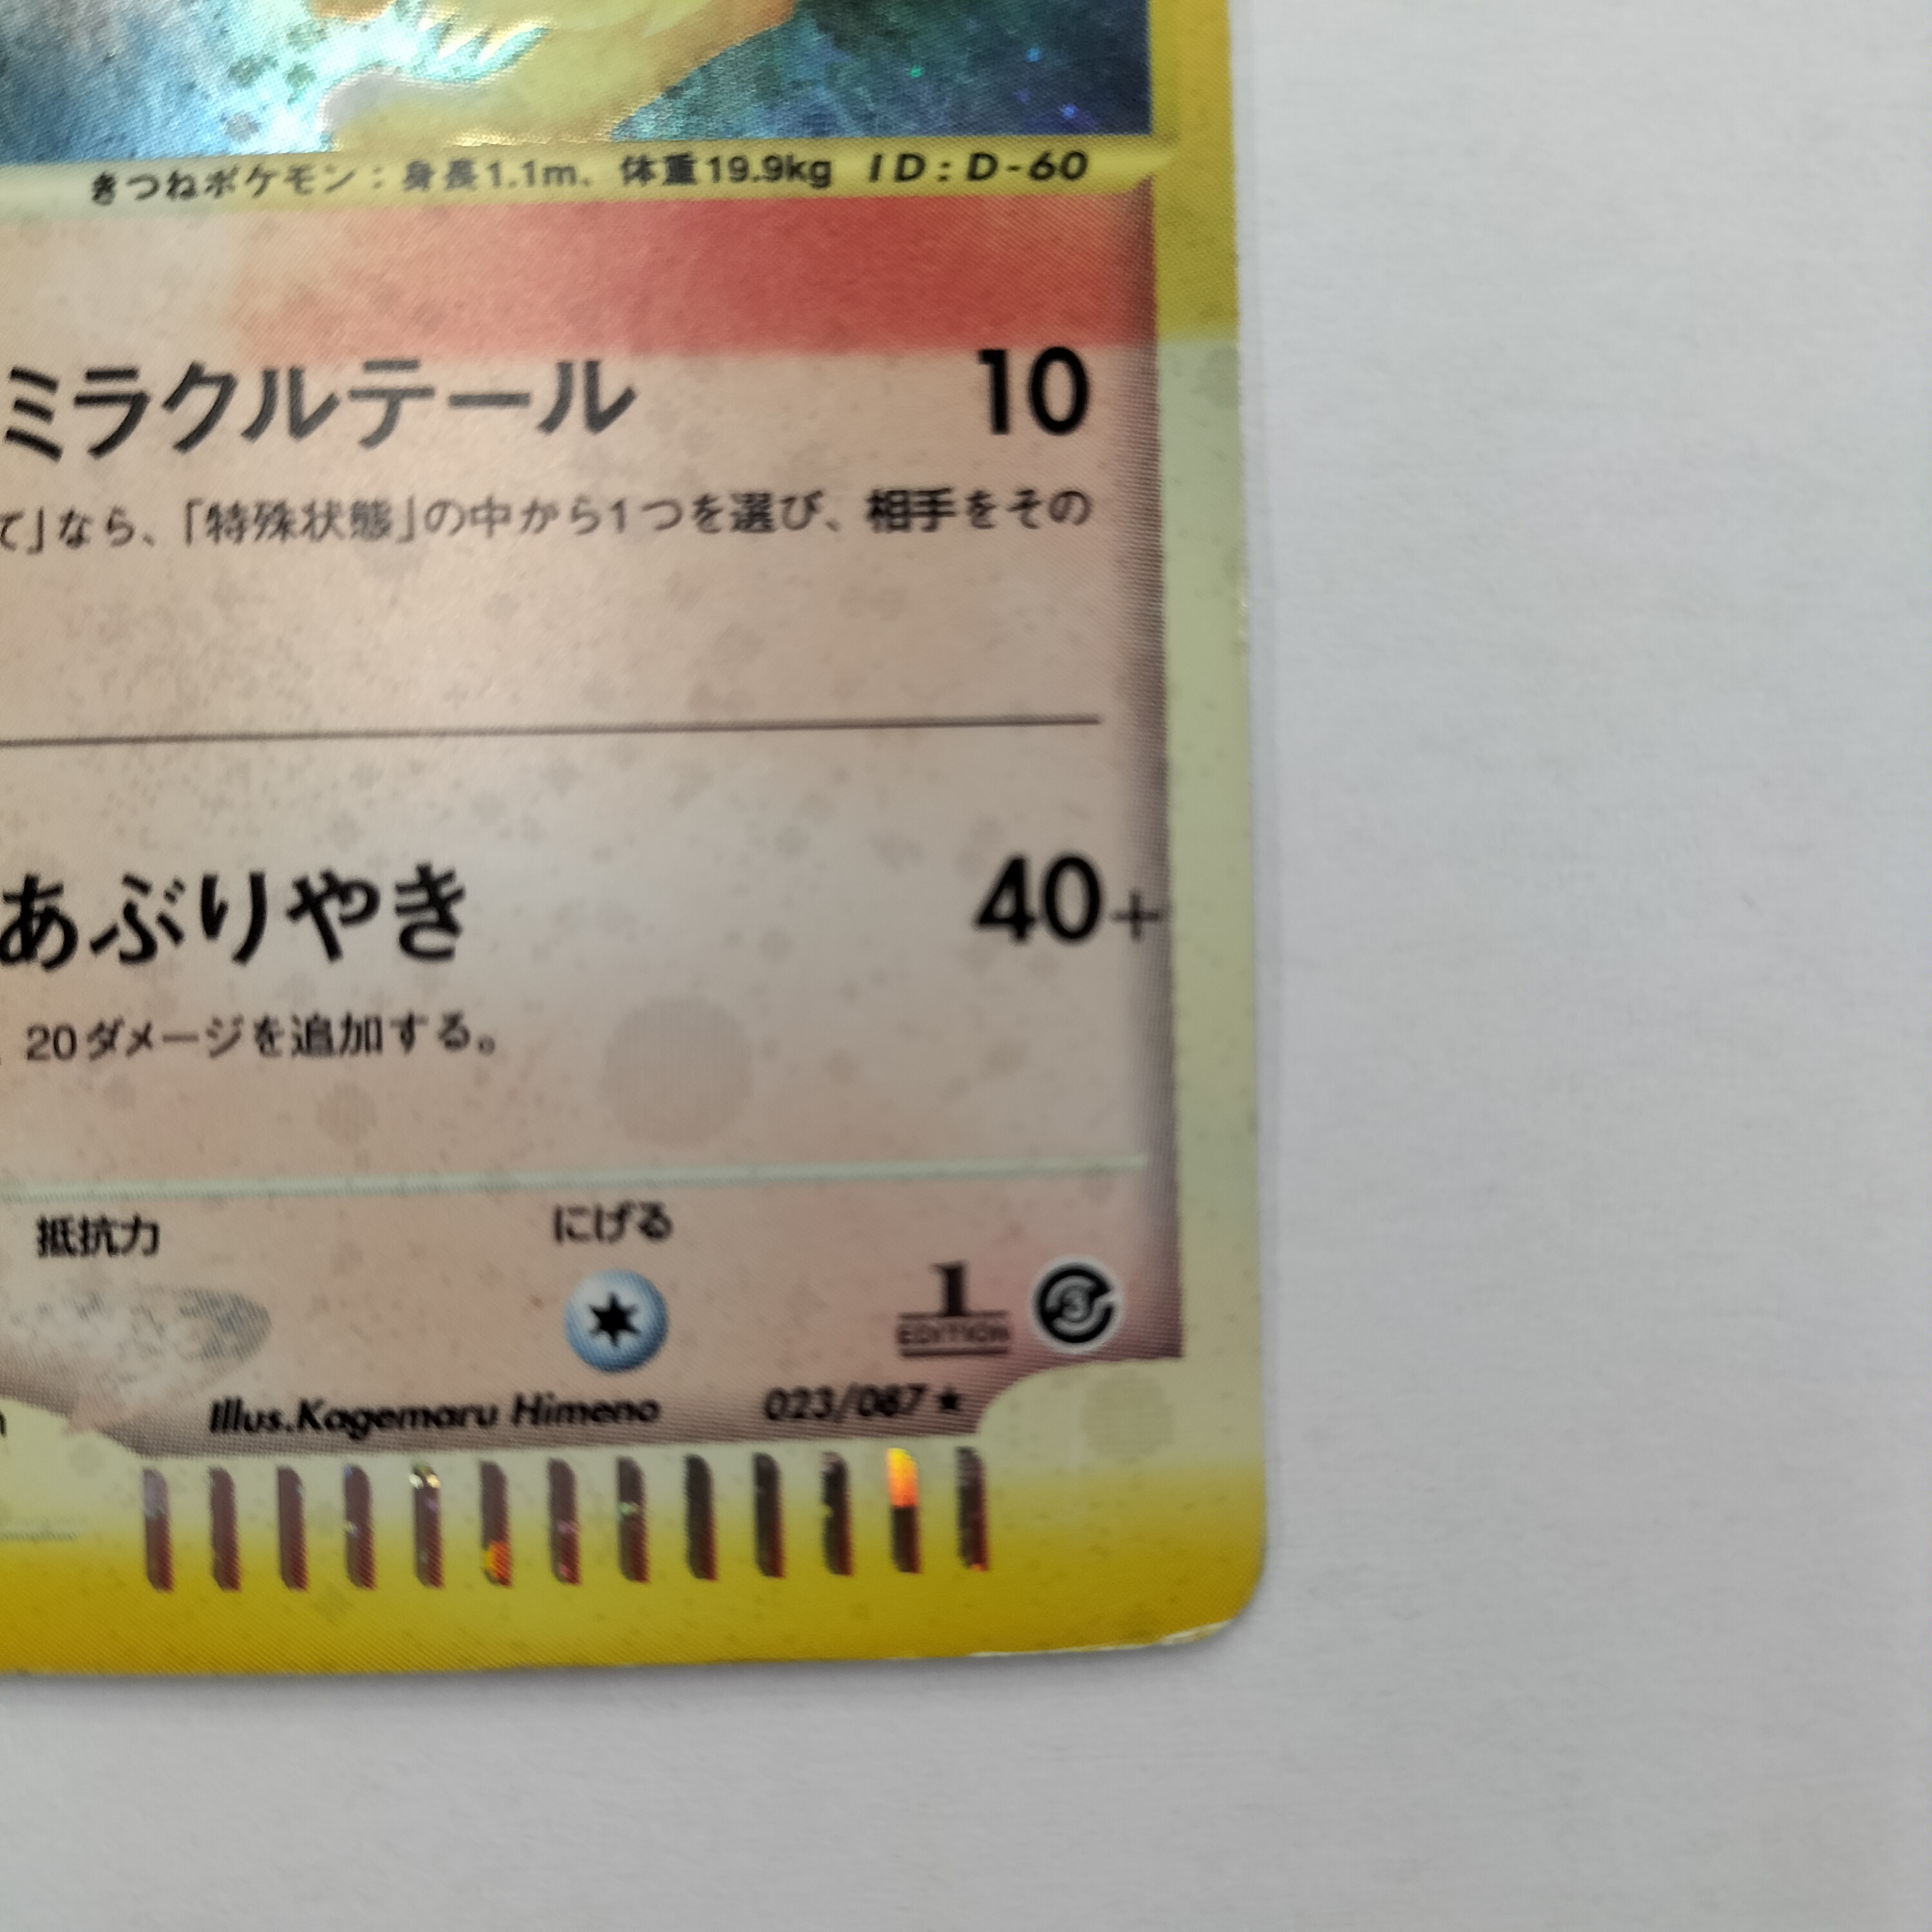 きつねポケモン：身長1.1m、体重19.9kg ID:D-60
ミラクルテール 10
て」なら、「特殊状態」の中から1つを選び、相手をその
あぶりやき 40+
20ダメージを追加する。
抵抗力 にげる
1
EDITION
Illus.Kagemaru Himeno 023/087★